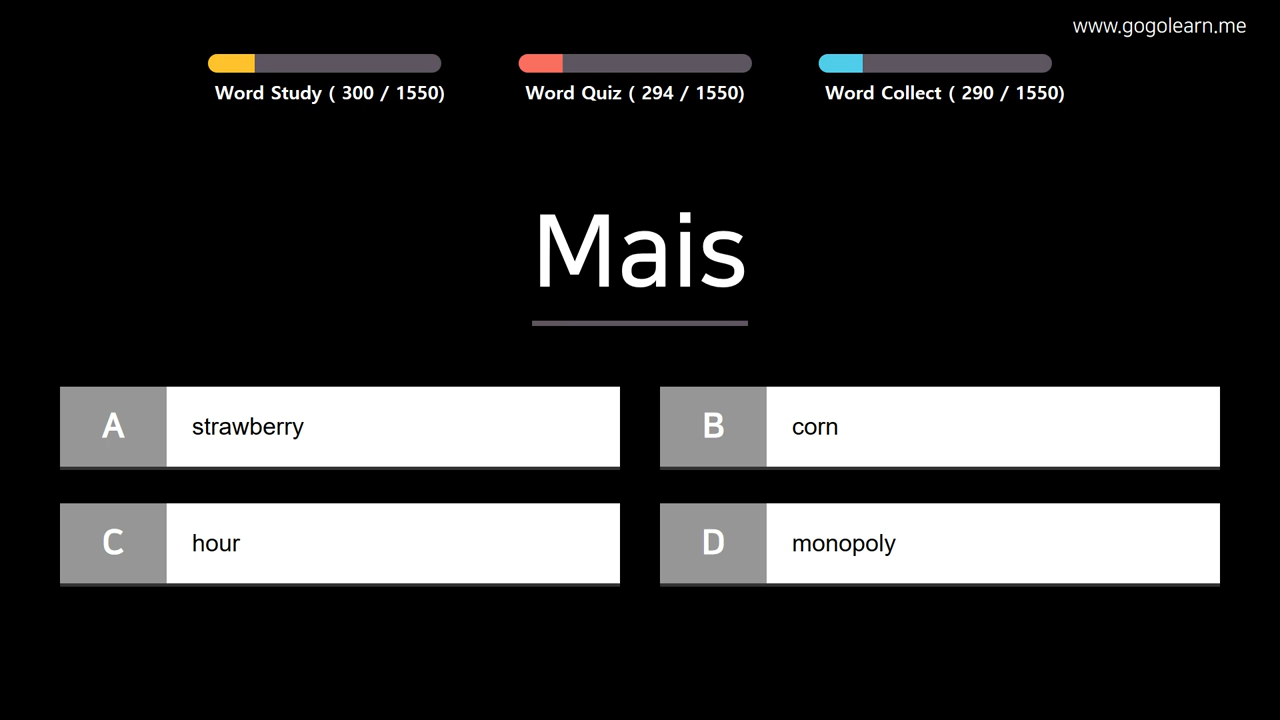 www.gogolearn.me
Word Study ( 300 / 1550)
Word Quiz ( 294 / 1550)
Word Collect ( 290 / 1550)
Mais
A strawberry
B corn
C hour
D monopoly